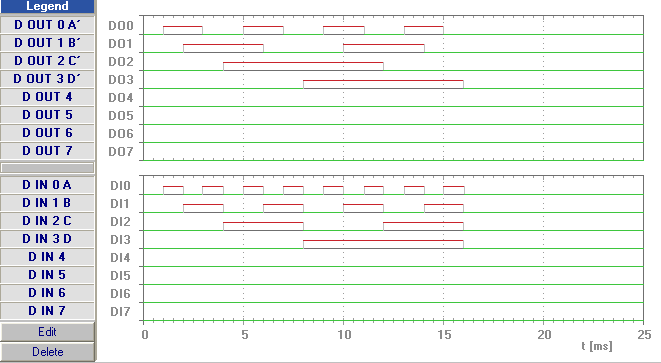 Legend
D OUT 0 A´
D OUT 1 B´
D OUT 2 C´
D OUT 3 D´
D OUT 4
D OUT 5
D OUT 6
D OUT 7
D IN 0 A
D IN 1 B
D IN 2 C
D IN 3 D
D IN 4
D IN 5
D IN 6
D IN 7
Edit
Delete
DO0
DO1
DO2
DO3
DO4
DO5
DO6
DO7
DI0
DI1
DI2
DI3
DI4
DI5
DI6
DI7
0 5 10 15 20 25
t [ms]